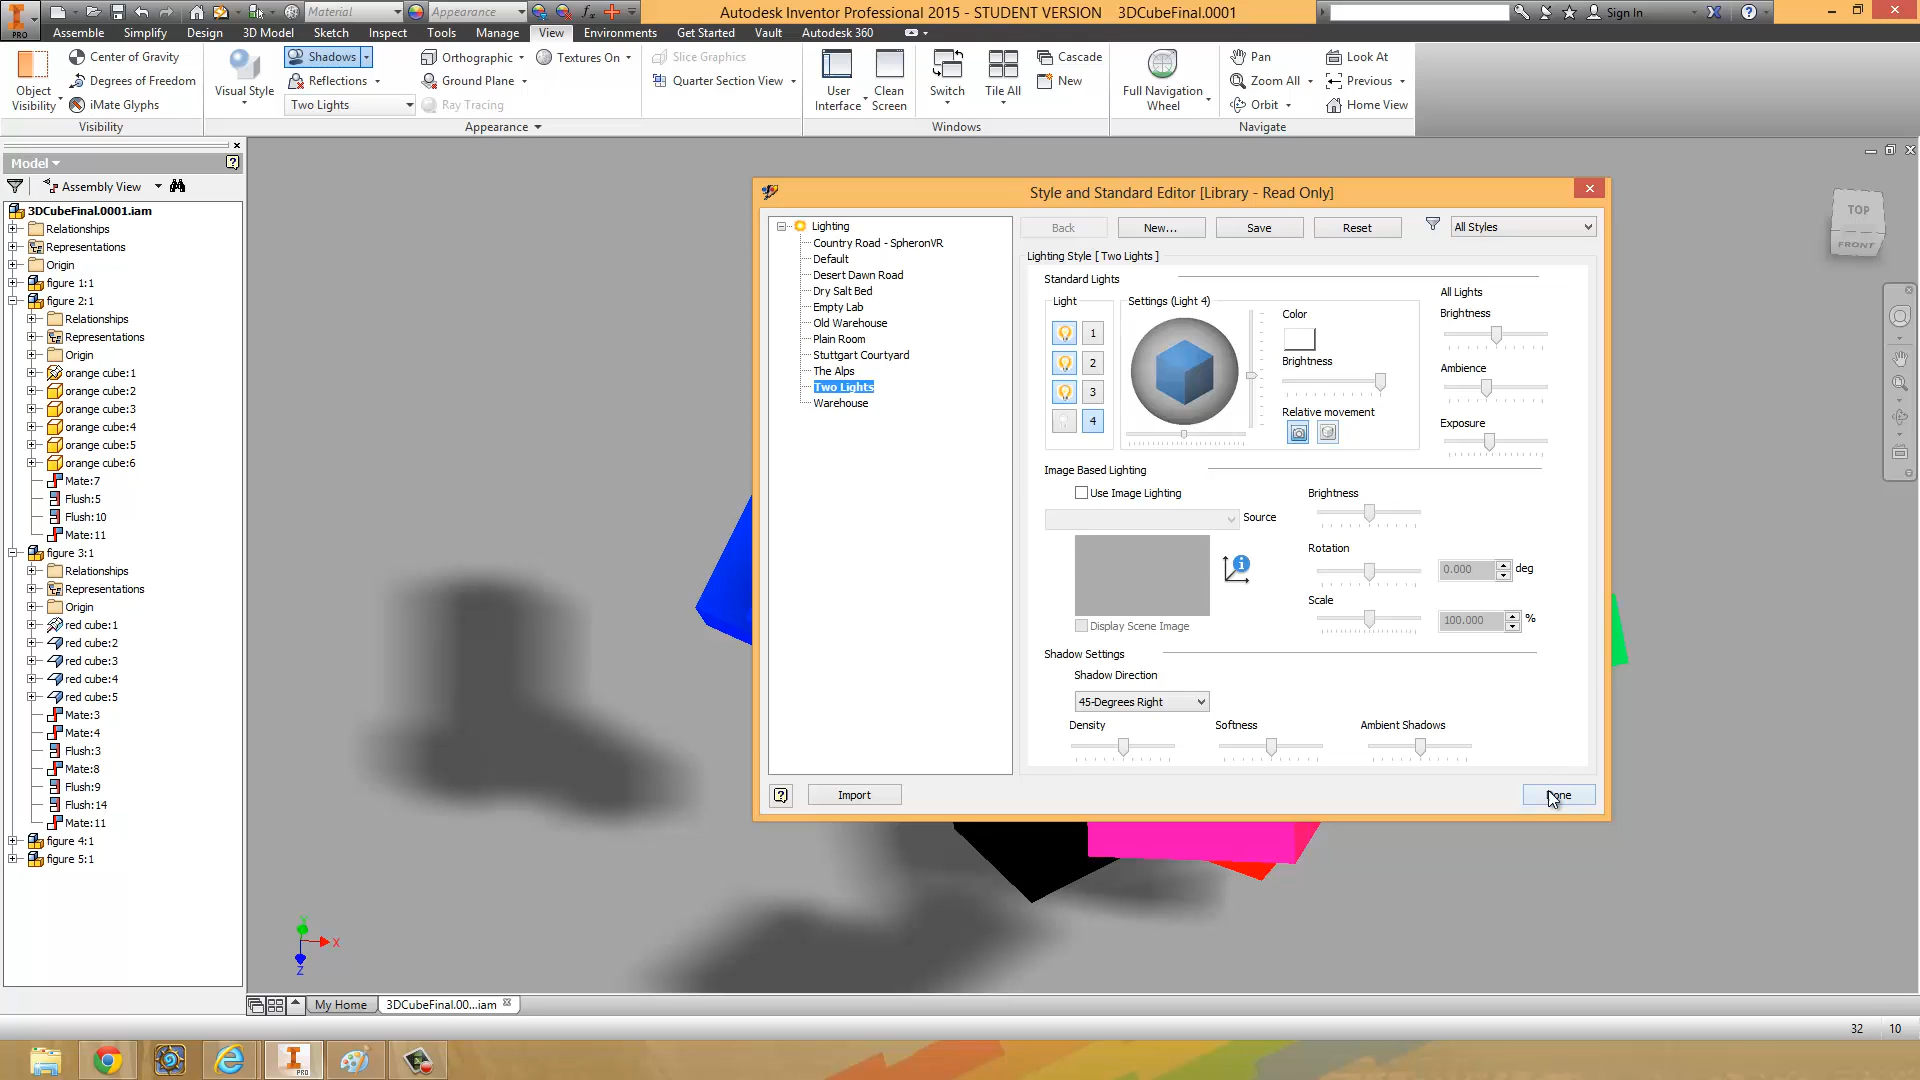 Material
Appearance
Autodesk Inventor Professional 2015 - STUDENT VERSION 3DCubeFinal.0001
Sign In
PRO
Assemble Simplify Design 3D Model Sketch Inspect Tools Manage View Environments Get Started Vault Autodesk 360
Object Visibility
Center of Gravity
Degrees of Freedom
iMate Glyphs
Visibility
Visual Style
Shadows
Reflections
Two Lights
Orthographic
Ground Plane
Ray Tracing
Textures On
Appearance
Slice Graphics
Quarter Section View
User Interface
Clean Screen
Switch
Tile All
Cascade
New
Windows
Full Navigation Wheel
Pan
Zoom All
Orbit
Look At
Previous
Home View
Navigate
Model
Assembly View
3DCubeFinal.0001.iam
Relationships
Representations
Origin
figure 1:1
figure 2:1
Relationships
Representations
Origin
orange cube:1
orange cube:2
orange cube:3
orange cube:4
orange cube:5
orange cube:6
Mate:7
Flush:5
Flush:10
Mate:11
figure 3:1
Relationships
Representations
Origin
red cube:1
red cube:2
red cube:3
red cube:4
red cube:5
Mate:3
Mate:4
Flush:3
Mate:8
Flush:9
Flush:14
Mate:11
figure 4:1
figure 5:1
Style and Standard Editor [Library - Read Only]
Lighting
Country Road - SpheronVR
Default
Desert Dawn Road
Dry Salt Bed
Empty Lab
Old Warehouse
Plain Room
Stuttgart Courtyard
The Alps
Two Lights
Warehouse
Back New... Save Reset All Styles
Lighting Style [ Two Lights ]
Standard Lights
Light
1
2
3
4
Settings (Light 4)
Color
Brightness
Relative movement
All Lights
Brightness
Ambience
Exposure
Image Based Lighting
Use Image Lighting
Source
Display Scene Image
Brightness
Rotation
0.000 deg
Scale
100.000 %
Shadow Settings
Shadow Direction
45-Degrees Right
Density Softness Ambient Shadows
Import
Done
TOP
FRONT
Y
X
Z
My Home
3DCubeFinal.00...iam
32 10
PRO